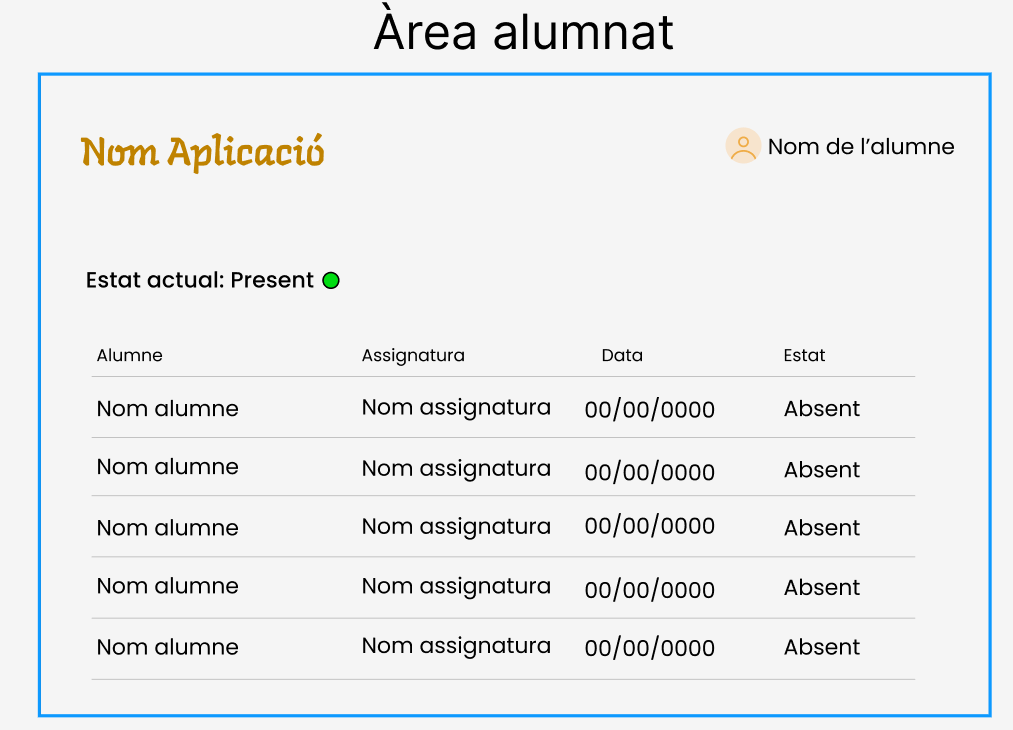 Àrea alumnat
Nom Aplicació
Nom de l’alumne
Estat actual: Present
Alumne Assignatura Data Estat
Nom alumne Nom assignatura 00/00/0000 Absent
Nom alumne Nom assignatura 00/00/0000 Absent
Nom alumne Nom assignatura 00/00/0000 Absent
Nom alumne Nom assignatura 00/00/0000 Absent
Nom alumne Nom assignatura 00/00/0000 Absent